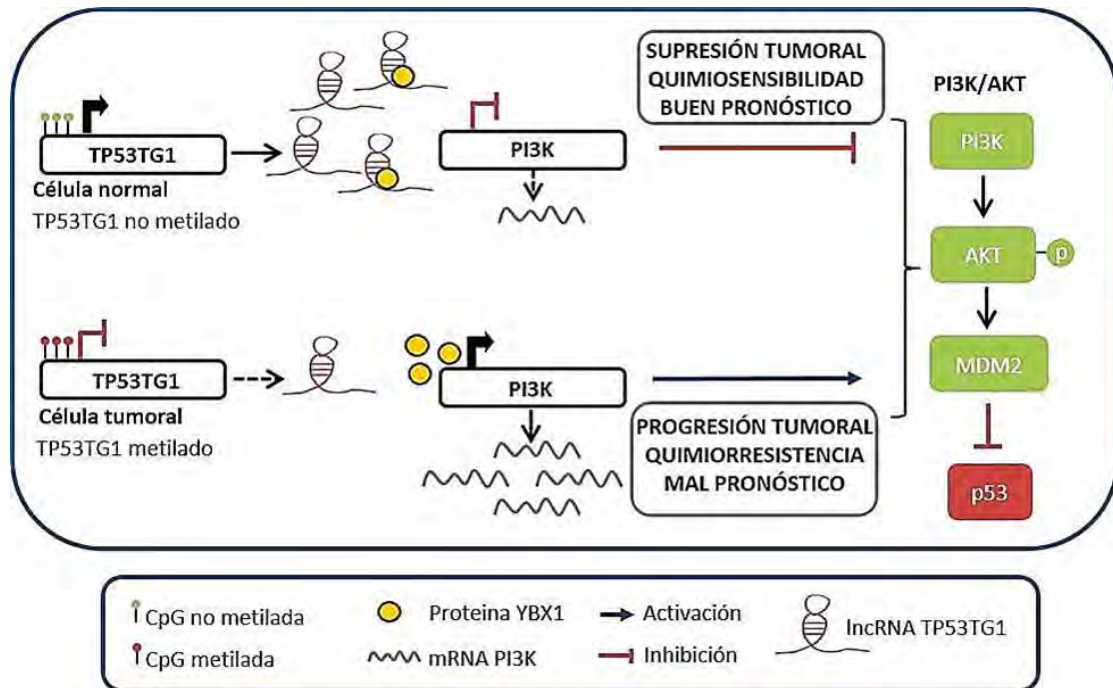 SUPRESIÓN TUMORAL
QUIMIOSENSIBILIDAD
BUEN PRONÓSTICO
PI3K/AKT
TP53TG1
PI3K
PI3K
Célula normal
TP53TG1 no metilado
AKT
p
TP53TG1
PI3K
MDM2
Célula tumoral
TP53TG1 metilado
PROGRESIÓN TUMORAL
QUIMIORRESISTENCIA
MAL PRONÓSTICO
p53
CpG no metilada
Proteina YBX1
Activación
lncRNA TP53TG1
CpG metilada
mRNA PI3K
Inhibición